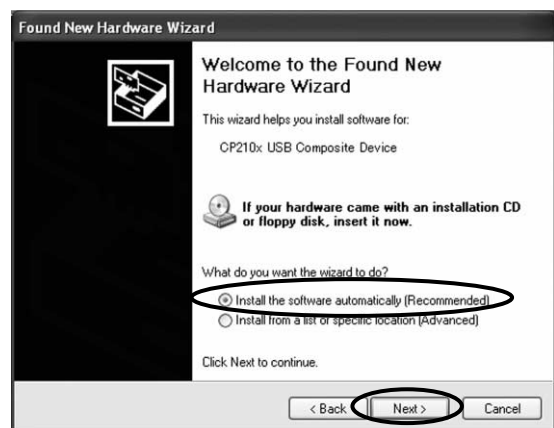 Found New Hardware Wizard
Welcome to the Found New
Hardware Wizard
This wizard helps you install software for:
CP210x USB Composite Device
If your hardware came with an installation CD
or floppy disk, insert it now.
What do you want the wizard to do?
Install the software automatically (Recommended)
Install from a list or specific location (Advanced)
Click Next to continue.
< Back Next > Cancel